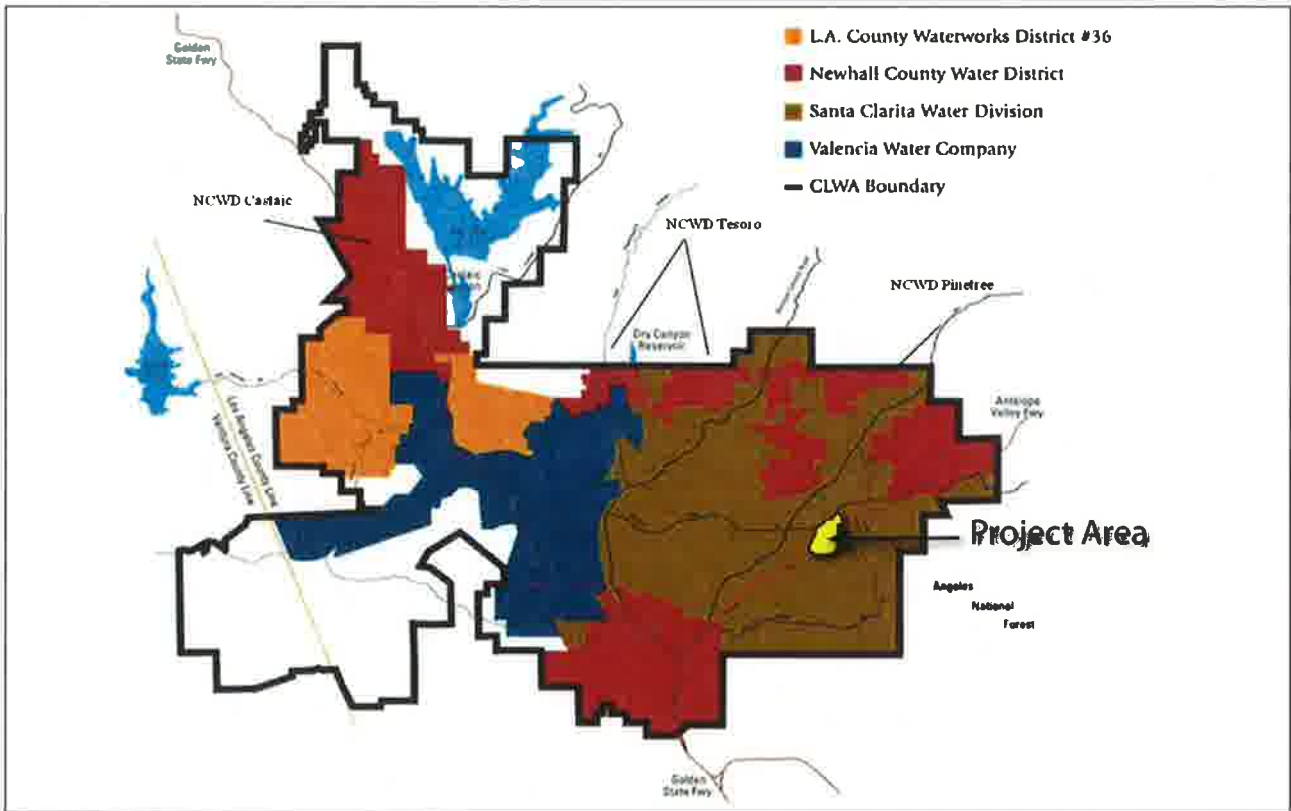 Golden
State Fwy
L.A. County Waterworks District #36
Newhall County Water District
Santa Clarita Water Division
Valencia Water Company
CLWA Boundary
NCWD Castaic
NCWD Tesoro
NCWD Pinetree
Dry Canyon
Reservoir
Antelope
Valley Fwy
Los Angeles County Line
Ventura County Line
Project Area
Angeles
National
Forest
Golden
State Fwy